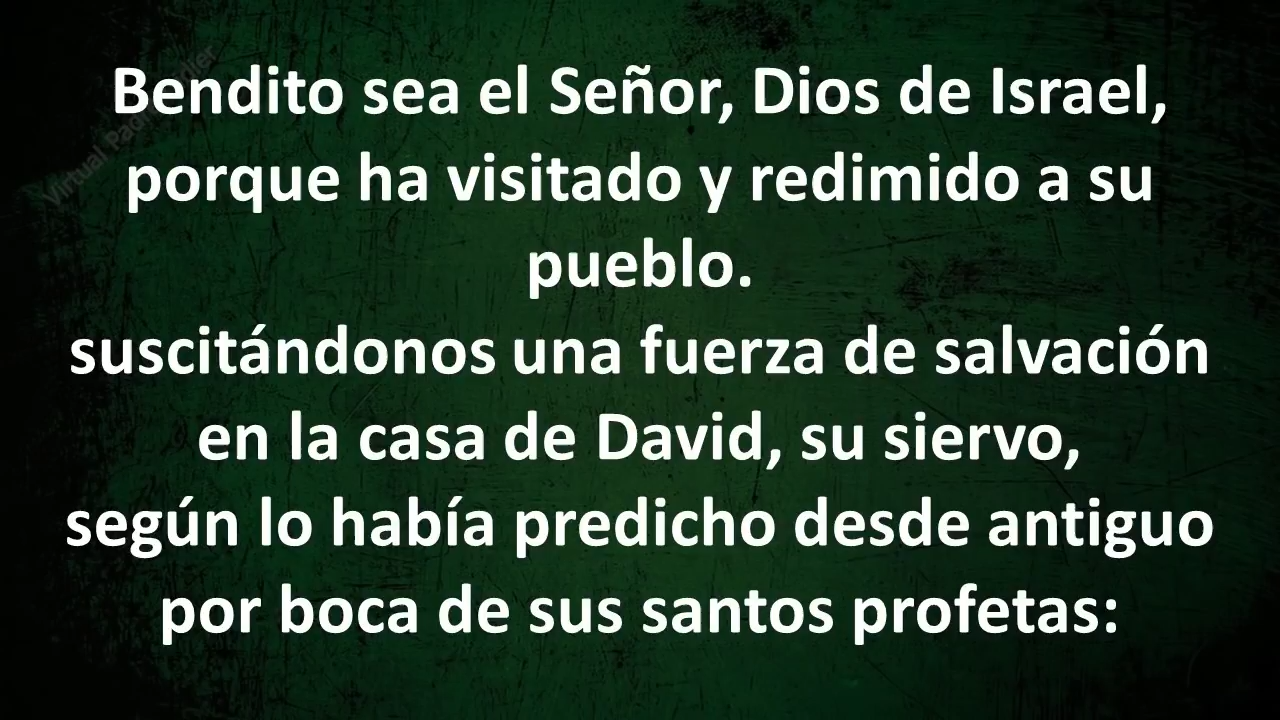 Bendito sea el Señor, Dios de Israel,
porque ha visitado y redimido a su
pueblo.
suscitándonos una fuerza de salvación
en la casa de David, su siervo,
según lo había predicho desde antiguo
por boca de sus santos profetas:
Virtual